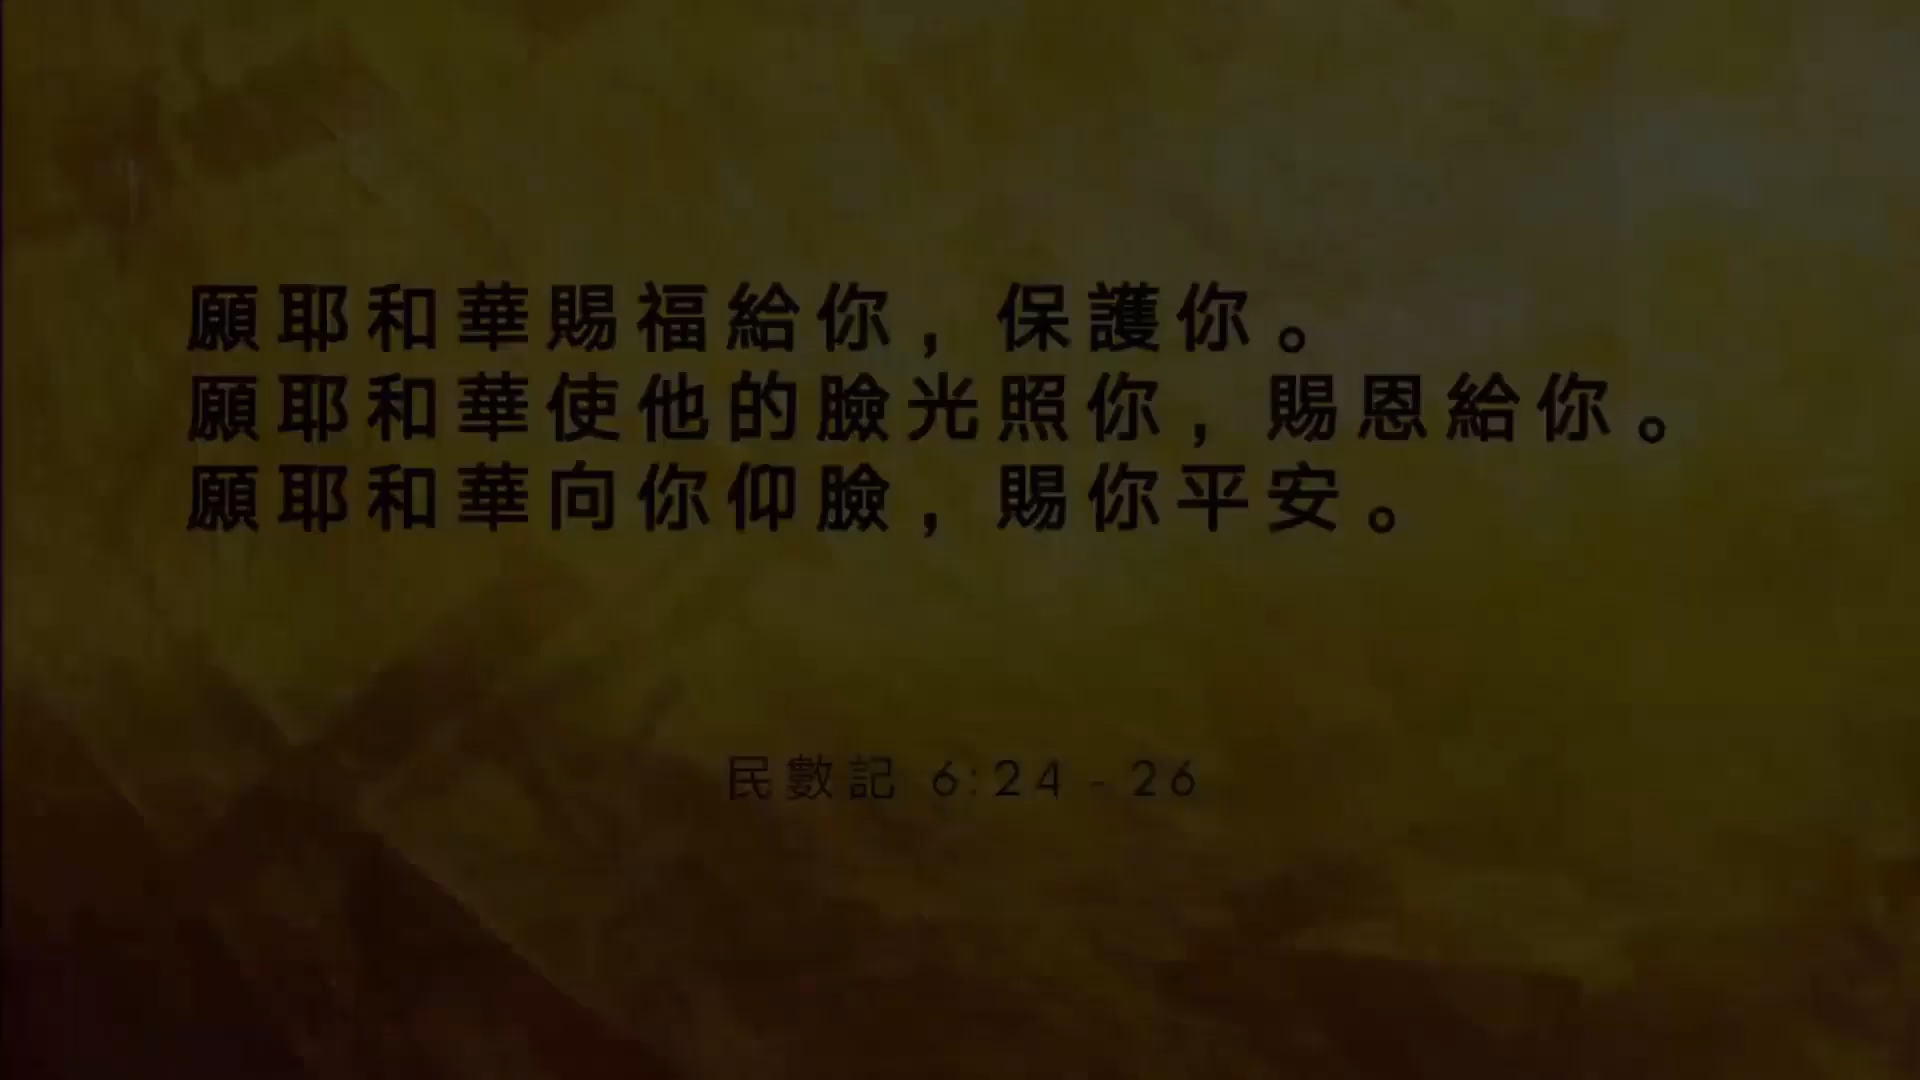 願耶和華賜福給你，保護你。
願耶和華使他的臉光照你，賜恩給你。
願耶和華向你仰臉，賜你平安。
民數記 6:24 - 26